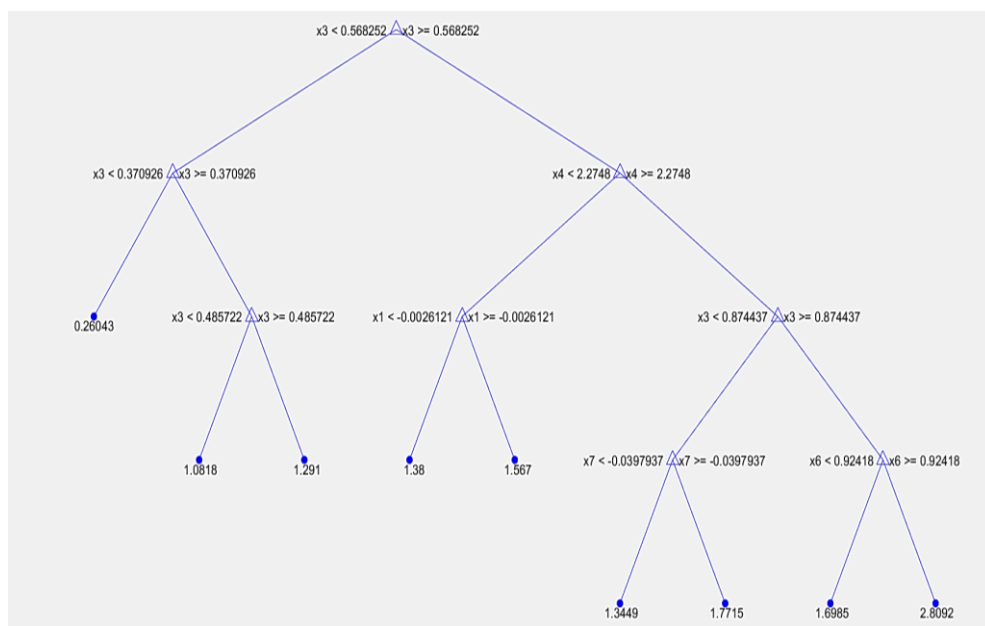 x3 < 0.568252 x3 >= 0.568252
x3 < 0.370926 x3 >= 0.370926
x4 < 2.2748 x4 >= 2.2748
0.26043
x3 < 0.485722 x3 >= 0.485722
x1 < -0.0026121 x1 >= -0.0026121
x3 < 0.874437 x3 >= 0.874437
1.0818
1.291
1.38
1.567
x7 < -0.0397937 x7 >= -0.0397937
x6 < 0.92418 x6 >= 0.92418
1.3449
1.7715
1.6985
2.8092